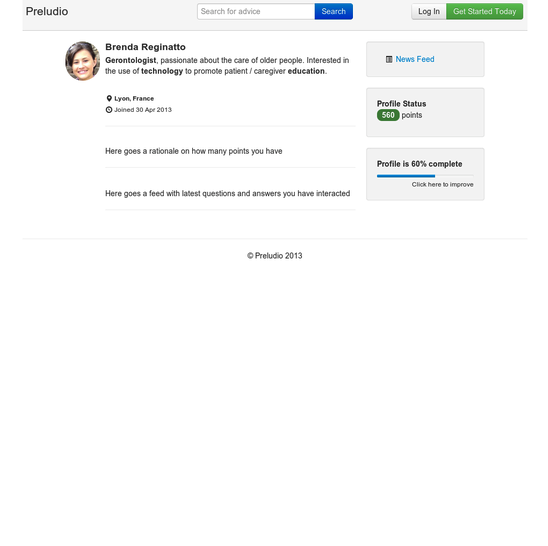 Preludio
Search for advice
Search
Log In
Get Started Today
Brenda Reginatto
Gerontologist, passionate about the care of older people. Interested in
the use of technology to promote patient / caregiver education.
Lyon, France
Joined 30 Apr 2013
Here goes a rationale on how many points you have
Here goes a feed with latest questions and answers you have interacted
News Feed
Profile Status
560 points
Profile is 60% complete
Click here to improve
© Preludio 2013